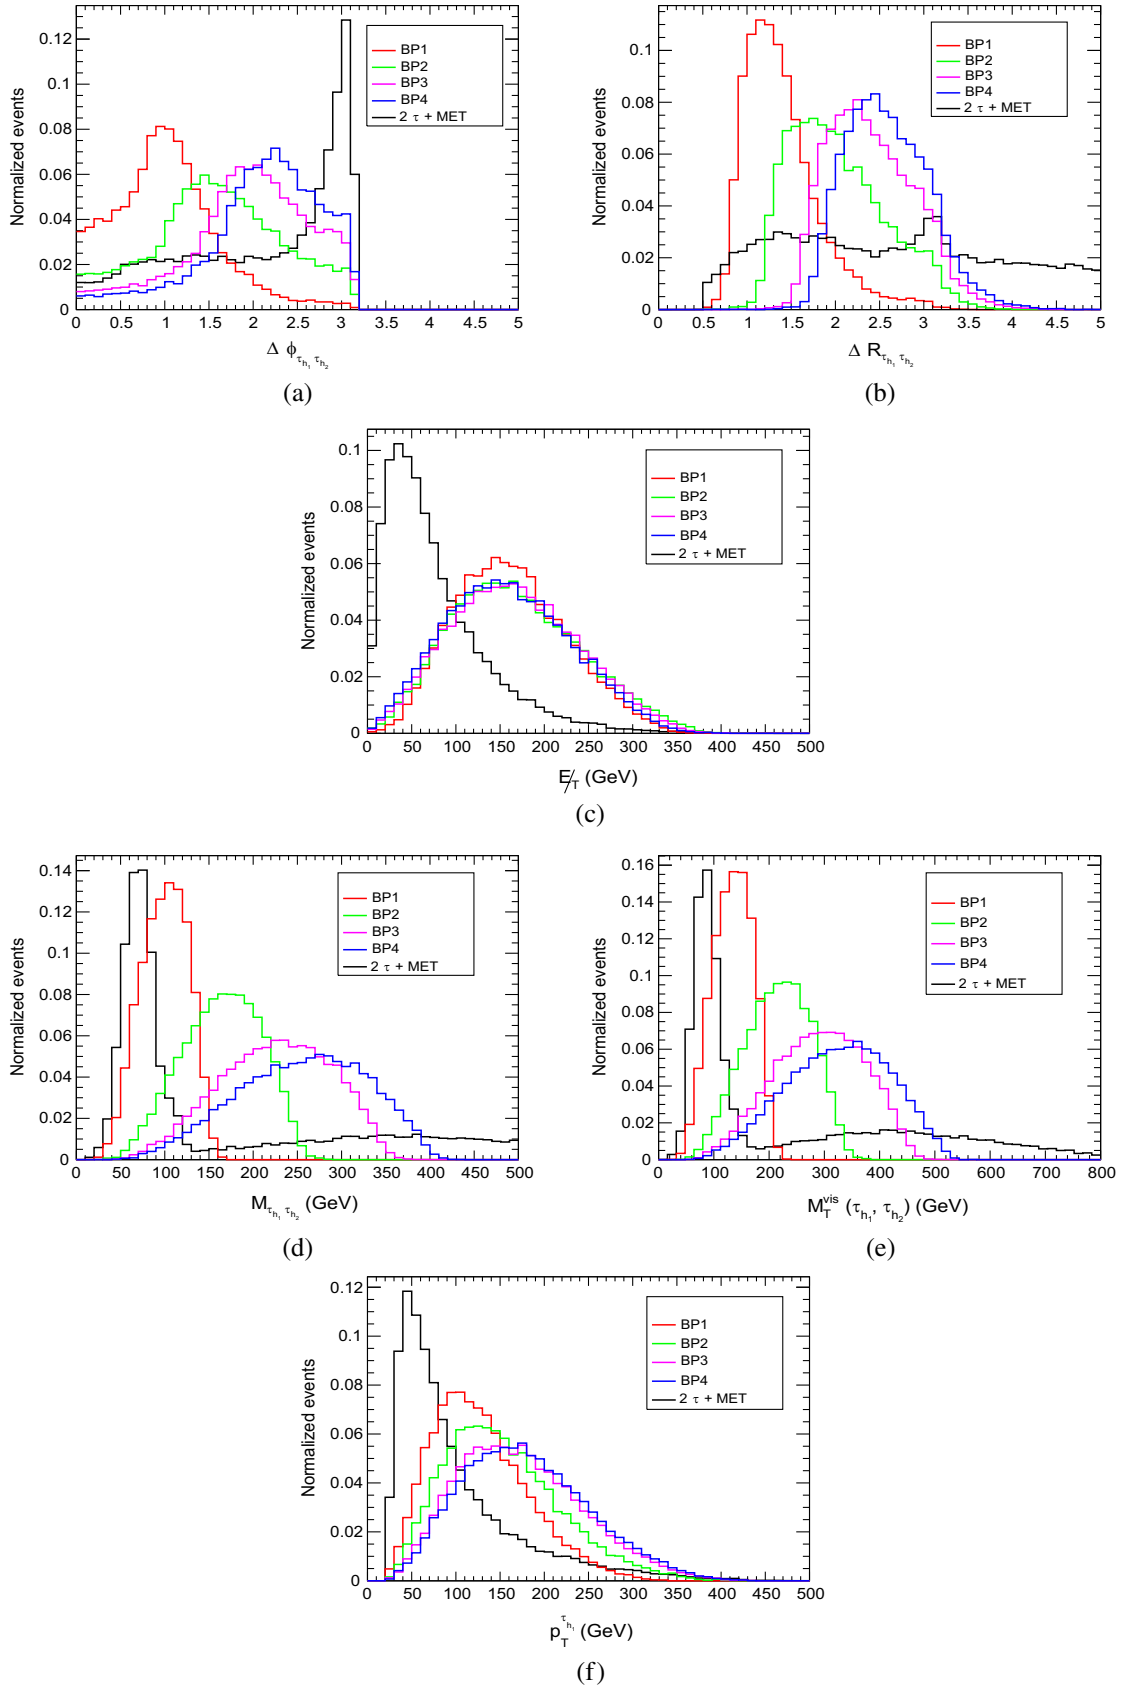 Normalized events
0.12
0.1
0.08
0.06
0.04
0.02
0
BP1
BP2
BP3
BP4
2 τ + MET
0 0.5 1 1.5 2 2.5 3 3.5 4 4.5 5
Δ ϕ τh1 τh2
(a)
Normalized events
0.1
0.08
0.06
0.04
0.02
0
BP1
BP2
BP3
BP4
2 τ + MET
0 0.5 1 1.5 2 2.5 3 3.5 4 4.5 5
Δ R τh1 τh2
(b)
Normalized events
0.1
0.08
0.06
0.04
0.02
0
BP1
BP2
BP3
BP4
2 τ + MET
0 50 100 150 200 250 300 350 400 450 500
E̸T (GeV)
(c)
Normalized events
0.14
0.12
0.1
0.08
0.06
0.04
0.02
0
BP1
BP2
BP3
BP4
2 τ + MET
0 50 100 150 200 250 300 350 400 450 500
M τh1 τh2 (GeV)
(d)
Normalized events
0.16
0.14
0.12
0.1
0.08
0.06
0.04
0.02
0
BP1
BP2
BP3
BP4
2 τ + MET
0 100 200 300 400 500 600 700 800
M T vis (τh1, τh2) (GeV)
(e)
Normalized events
0.12
0.1
0.08
0.06
0.04
0.02
0
BP1
BP2
BP3
BP4
2 τ + MET
0 50 100 150 200 250 300 350 400 450 500
p T τh1 (GeV)
(f)